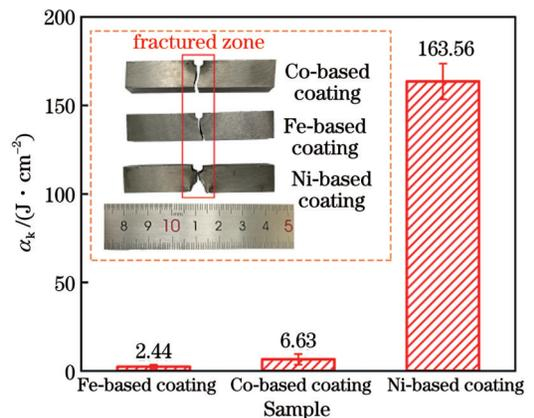 200
150
100
50
0
α_k /(J · cm⁻²)
fractured zone
Co-based
coating
Fe-based
coating
Ni-based
coating
8 9 10 1 2 3 4 5
163.56
2.44
6.63
Fe-based coating Co-based coating Ni-based coating
Sample